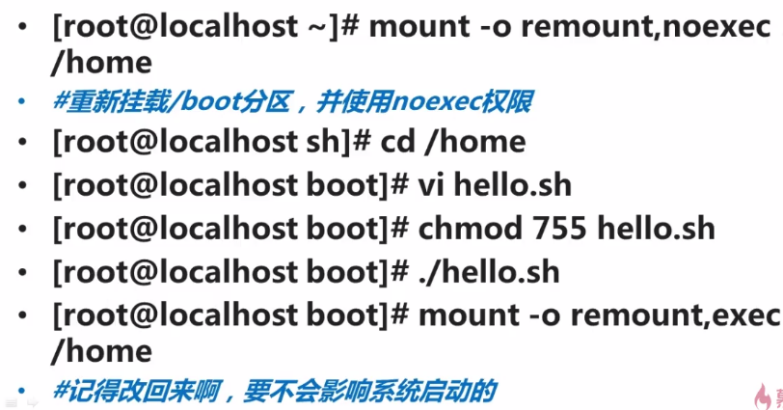 • [root@localhost ~]# mount -o remount,noexec
/home
• #重新挂载/boot分区，并使用noexec权限
• [root@localhost sh]# cd /home
• [root@localhost boot]# vi hello.sh
• [root@localhost boot]# chmod 755 hello.sh
• [root@localhost boot]# ./hello.sh
• [root@localhost boot]# mount -o remount,exec
/home
• #记得改回来啊，要不会影响系统启动的